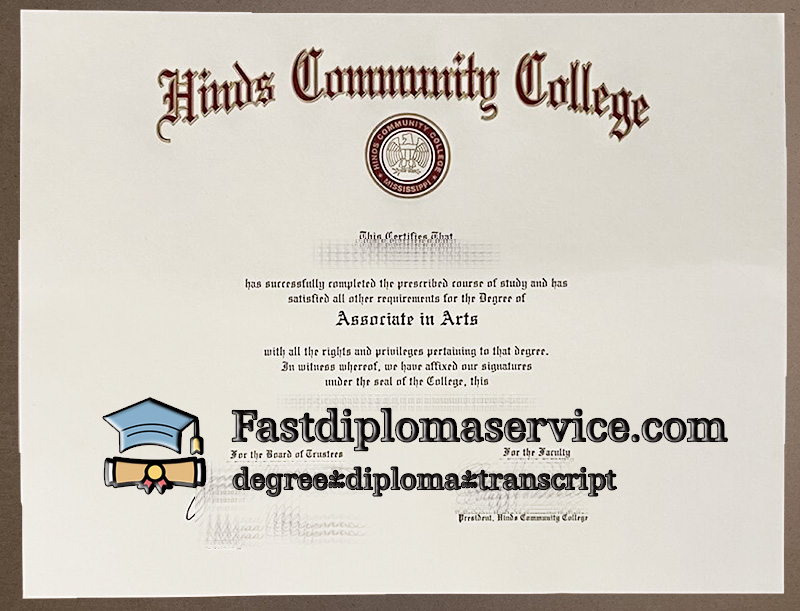 Hinds Community College
HINDS COMMUNITY COLLEGE
MISSISSIPPI
This Certifies That
has successfully completed the prescribed course of study and has
satisfied all other requirements for the Degree of
Associate in Arts
with all the rights and privileges pertaining to that degree.
In witness whereof, we have affixed our signatures
under the seal of the College, this
Fastdiplomaservice.com
For the Board of Trustees
For the Faculty
degree*diploma*transcript
President, Hinds Community College